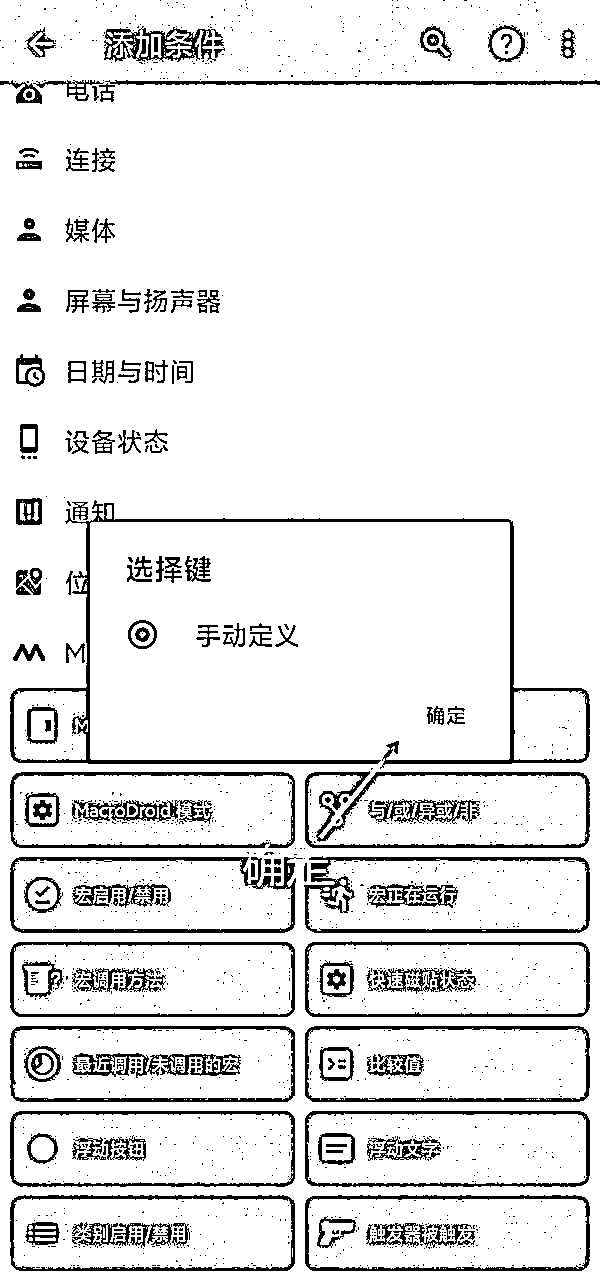 添加条件
电话
连接
媒体
屏幕与扬声器
日期与时间
设备状态
通知
位
M
选择键
手动定义
确定
M
MacroDroid 模式
与/或/异或/非
确定
宏启用/禁用
宏正在运行
宏调用方法
快速磁贴状态
最近调用/未调用的宏
比较值
浮动按钮
浮动文字
类别启用/禁用
触发器被触发